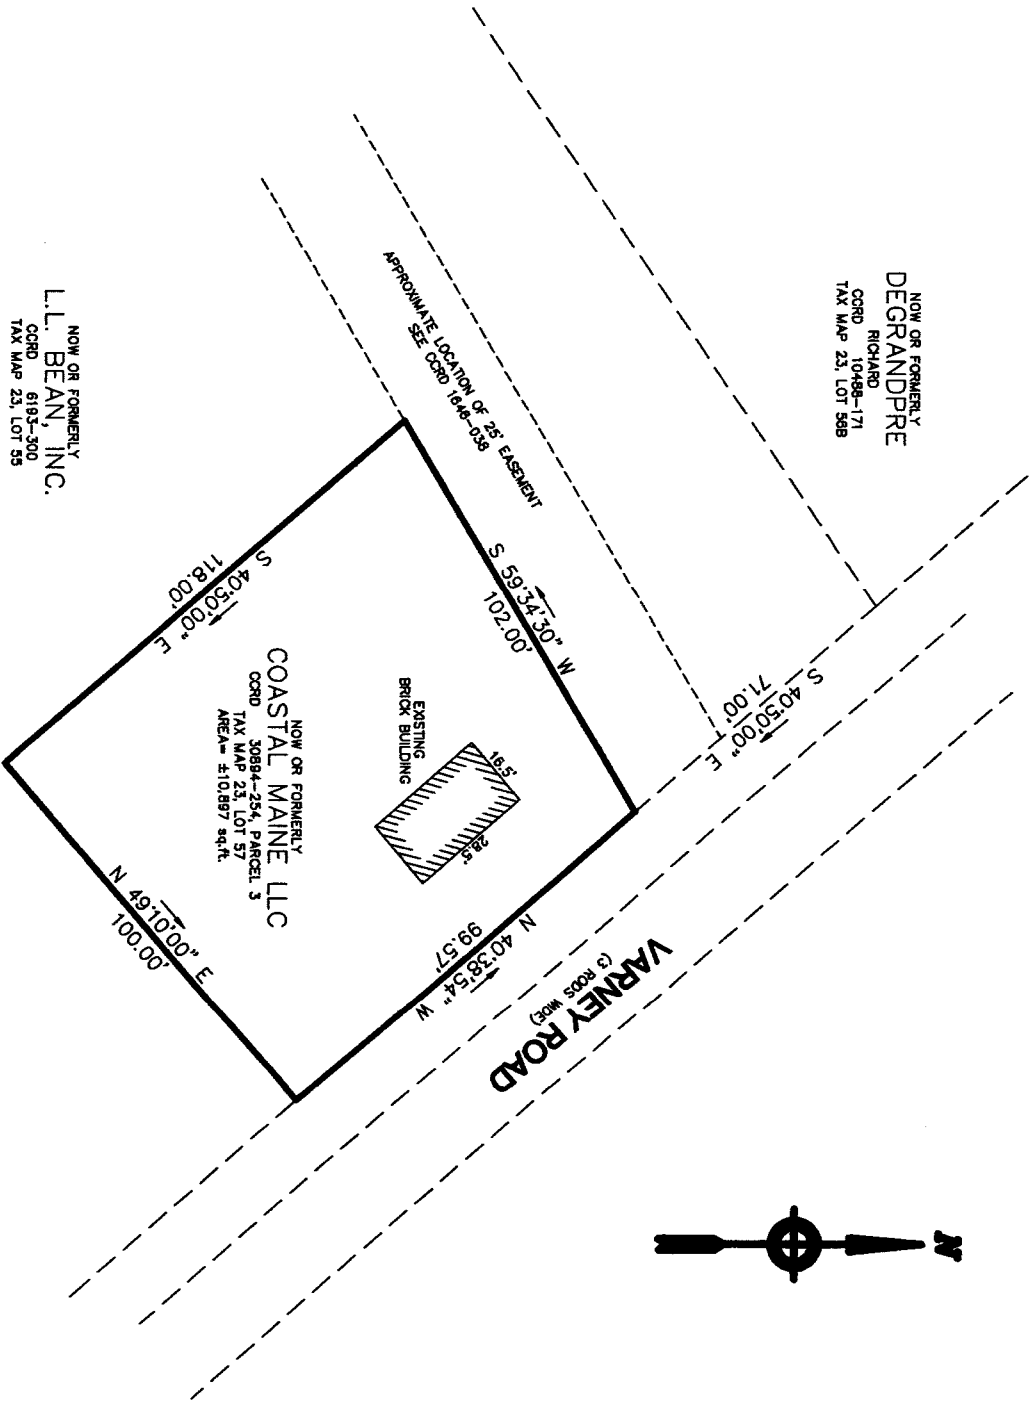 NOW OR FORMERLY
DEGRANDPRE
RICHARD
CCRD 10488-171
TAX MAP 23, LOT 58B
APPROXIMATE LOCATION OF 25' EASEMENT
SEE CCRD 1646-038
NOW OR FORMERLY
L.L. BEAN, INC.
CCRD 6193-300
TAX MAP 23, LOT 55
S 59°34'30" W
102.00'
S 40°50'00" E
71.00'
S 40°50'00" E
118.00'
EXISTING
BRICK BUILDING
16.5'
28.5'
NOW OR FORMERLY
COASTAL MAINE LLC
CCRD 30894-254, PARCEL 3
TAX MAP 23, LOT 57
AREA= ±10,897 sq.ft.
N 40°38'54" W
99.57'
N 49°10'00" E
100.00'
VARNEY ROAD
(3 RODS WIDE)
N